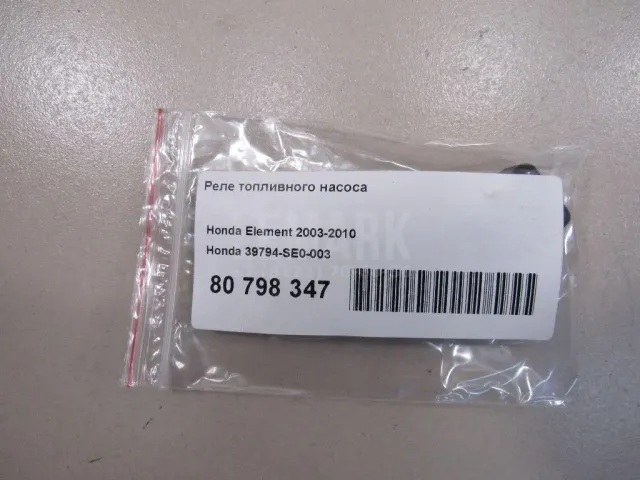 Реле топливного насоса
Honda Element 2003-2010
Honda 39794-SE0-003
80 798 347